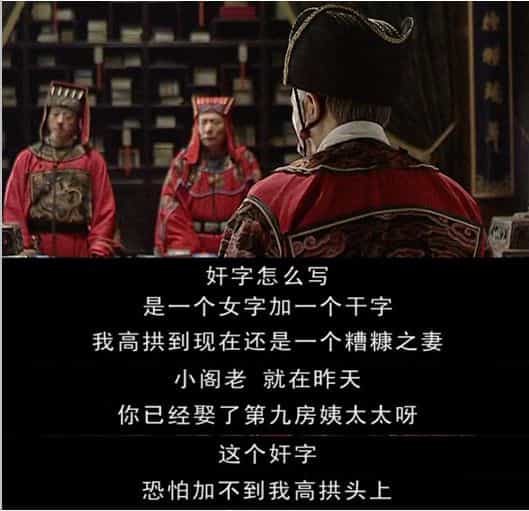 奸字怎么写
是一个女字加一个干字
我高拱到现在还是一个糟糠之妻
小阁老 就在昨天
你已经娶了第九房姨太太呀
这个奸字
恐怕加不到我高拱头上